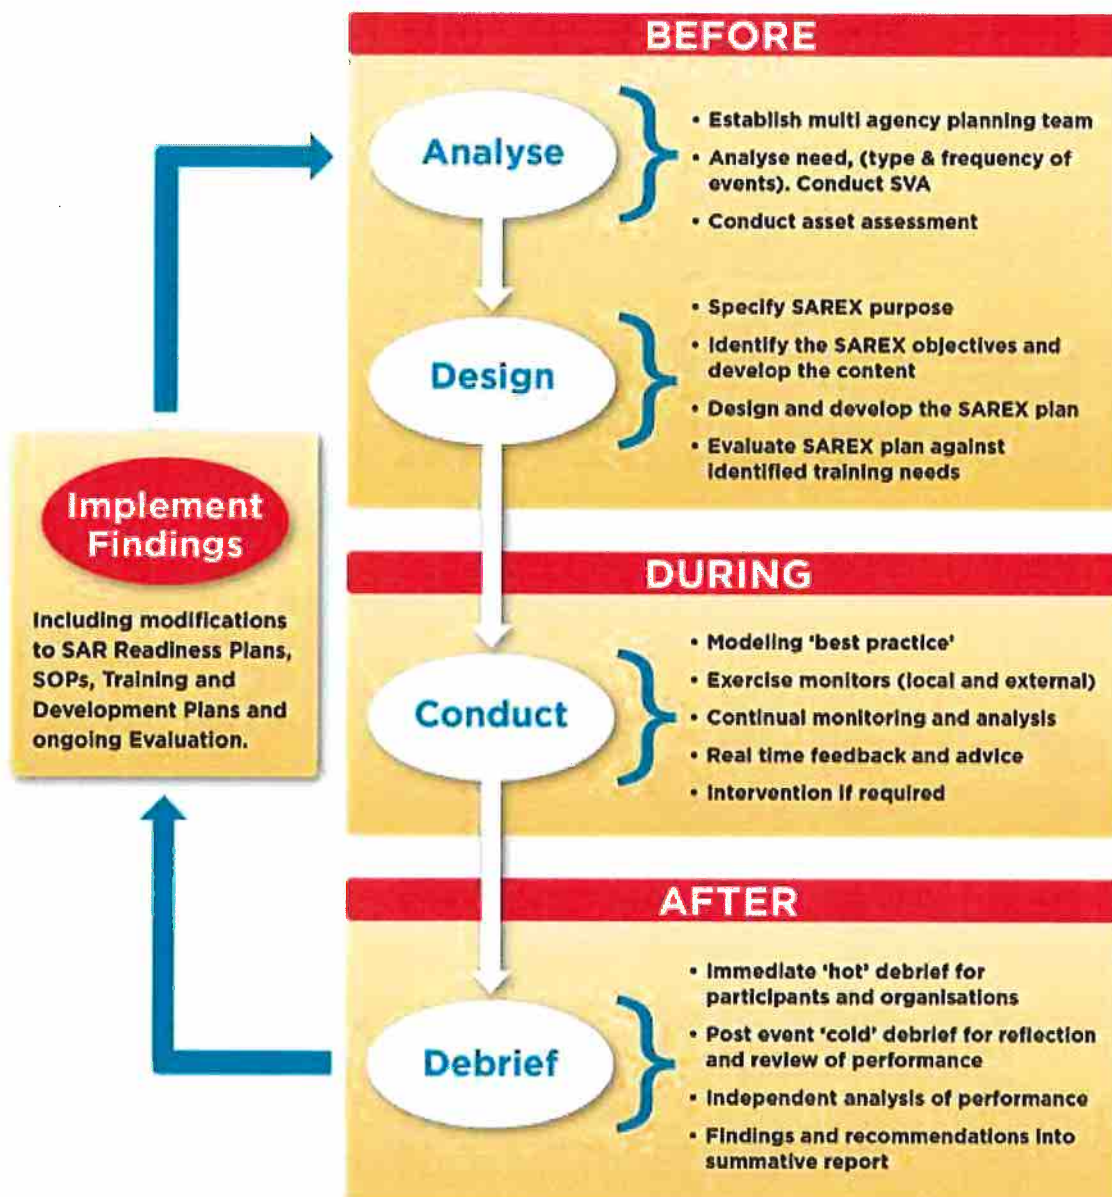 BEFORE
Analyse
• Establish multi agency planning team
• Analyse need, (type & frequency of
events). Conduct SVA
• Conduct asset assessment
Design
• Specify SAREX purpose
• Identify the SAREX objectives and
develop the content
• Design and develop the SAREX plan
• Evaluate SAREX plan against
identified training needs
DURING
Conduct
• Modeling 'best practice'
• Exercise monitors (local and external)
• Continual monitoring and analysis
• Real time feedback and advice
• Intervention if required
AFTER
Debrief
• Immediate 'hot' debrief for
participants and organisations
• Post event 'cold' debrief for reflection
and review of performance
• Independent analysis of performance
• Findings and recommendations into
summative report
Implement
Findings
Including modifications
to SAR Readiness Plans,
SOPs, Training and
Development Plans and
ongoing Evaluation.